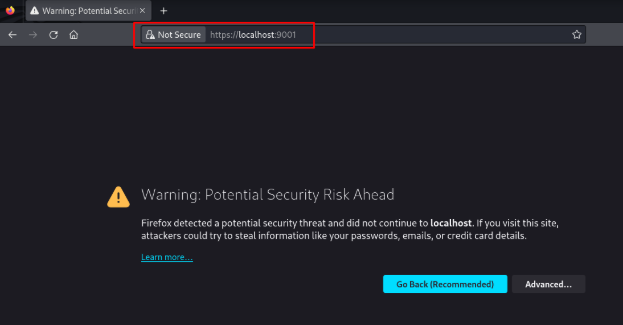 Warning: Potential Securi
Not Secure https://localhost:9001
Warning: Potential Security Risk Ahead
Firefox detected a potential security threat and did not continue to localhost. If you visit this site,
attackers could try to steal information like your passwords, emails, or credit card details.
Learn more...
Go Back (Recommended) Advanced...